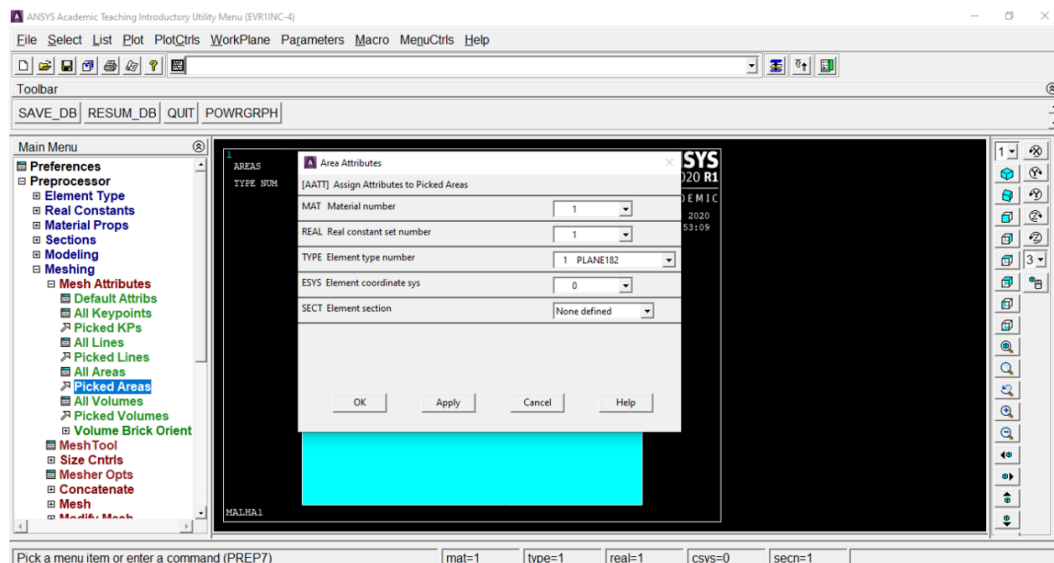 ANSYS Academic Teaching Introductory Utility Menu (EVR1INC-4)
File Select List Plot PlotCtrls WorkPlane Parameters Macro MenuCtrls Help
Toolbar
SAVE_DB RESUM_DB QUIT POWRGRPH
Main Menu
Preferences
Preprocessor
Element Type
Real Constants
Material Props
Sections
Modeling
Meshing
Mesh Attributes
Default Attribs
All Keypoints
Picked KPs
All Lines
Picked Lines
All Areas
Picked Areas
All Volumes
Picked Volumes
Volume Brick Orient
MeshTool
Size Cntrls
Mesher Opts
Concatenate
Mesh
Modify Mesh
1
AREAS
TYPE NUM
SYS
020 R1
DEMIC
2020
53:09
MALHA1
Area Attributes
[AATT] Assign Attributes to Picked Areas
MAT Material number 1
REAL Real constant set number 1
TYPE Element type number 1 PLANE182
ESYS Element coordinate sys 0
SECT Element section None defined
OK Apply Cancel Help
1
3
Pick a menu item or enter a command (PREP7) mat=1 type=1 real=1 csys=0 secn=1